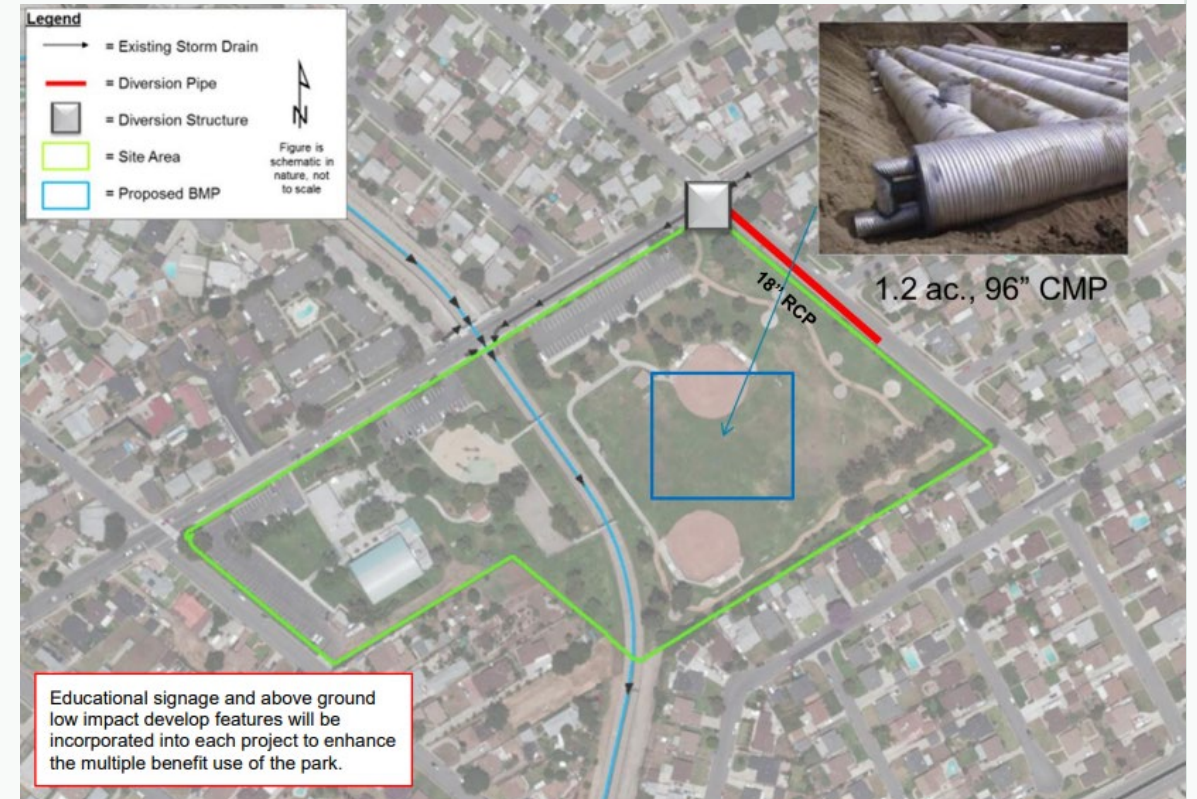 Legend
= Existing Storm Drain
= Diversion Pipe
= Diversion Structure
= Site Area
= Proposed BMP
N
Figure is
schematic in
nature, not
to scale
18” RCP
1.2 ac., 96” CMP
Educational signage and above ground
low impact develop features will be
incorporated into each project to enhance
the multiple benefit use of the park.